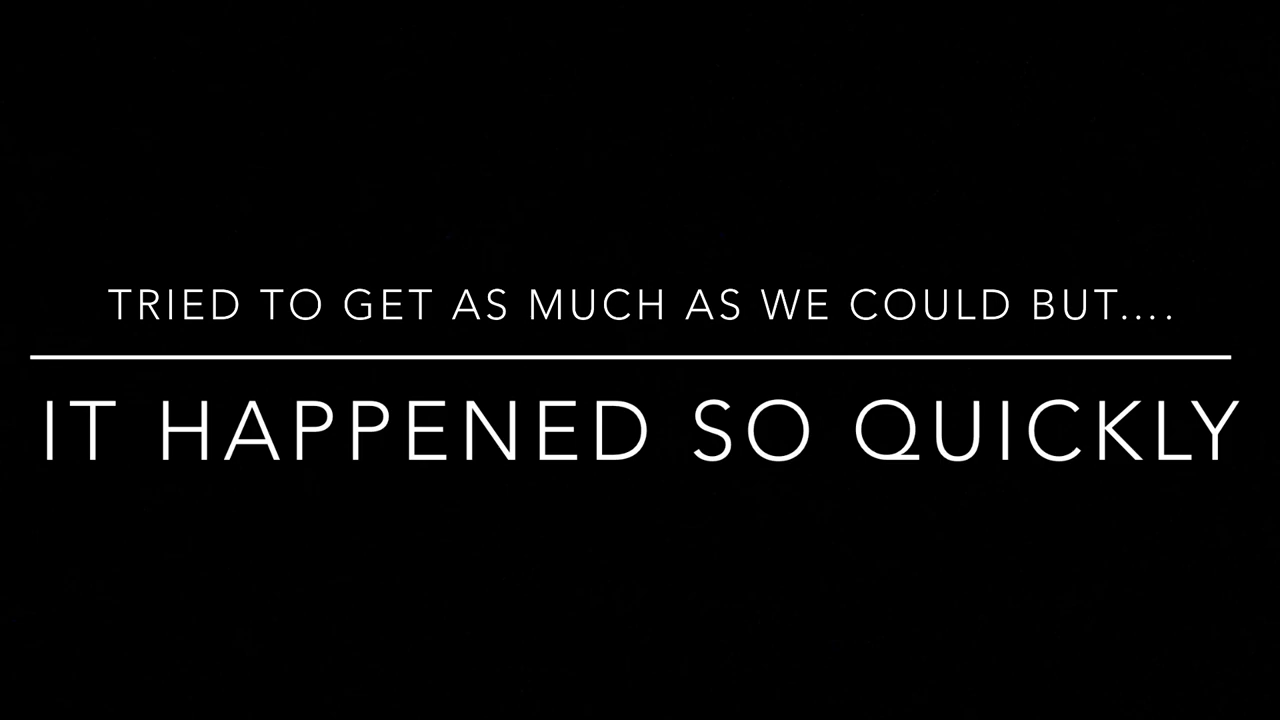 TRIED TO GET AS MUCH AS WE COULD BUT....
IT HAPPENED SO QUICKLY